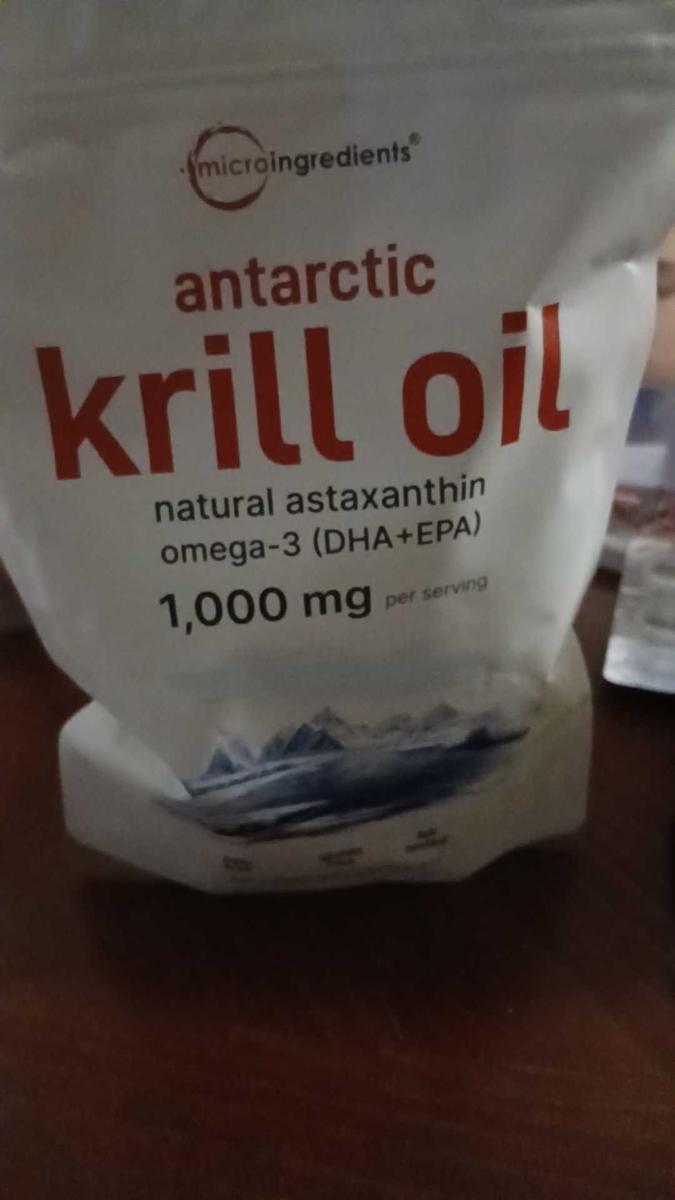 microingredients®
antarctic
krill oil
natural astaxanthin
omega-3 (DHA+EPA)
1,000 mg per serving